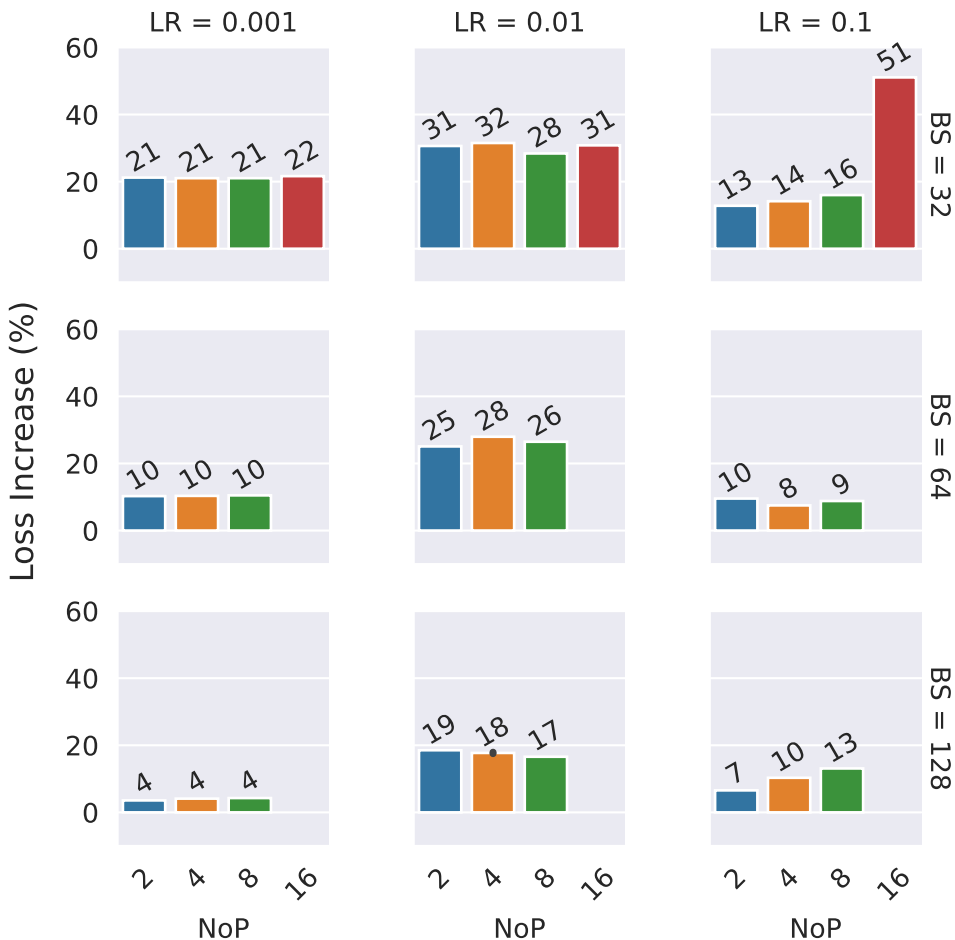 LR = 0.001 LR = 0.01 LR = 0.1
60
40
20
0
21 21 21 22
31 32 28 31
13 14 16 51
BS = 32
Loss Increase (%)
60
40
20
0
10 10 10
25 28 26
10 8 9
BS = 64
60
40
20
0
4 4 4
19 18 17
7 10 13
BS = 128
2 4 8 16
2 4 8 16
2 4 8 16
NoP NoP NoP